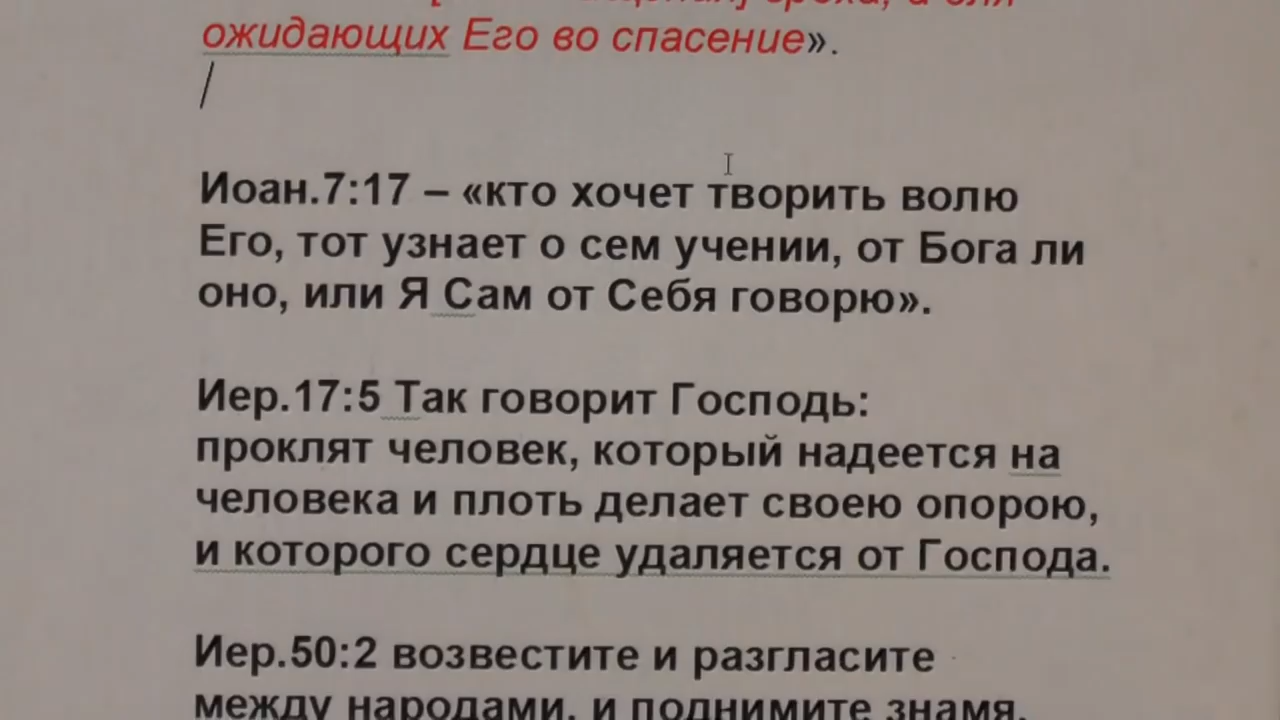 ожидающих Его во спасение».
/
Иоан.7:17 – «кто хочет творить волю
Его, тот узнает о сем учении, от Бога ли
оно, или Я Сам от Себя говорю».
Иер.17:5 Так говорит Господь:
проклят человек, который надеется на
человека и плоть делает своею опорою,
и которого сердце удаляется от Господа.
Иер.50:2 возвестите и разгласите
между народами, и поднимите знамя,